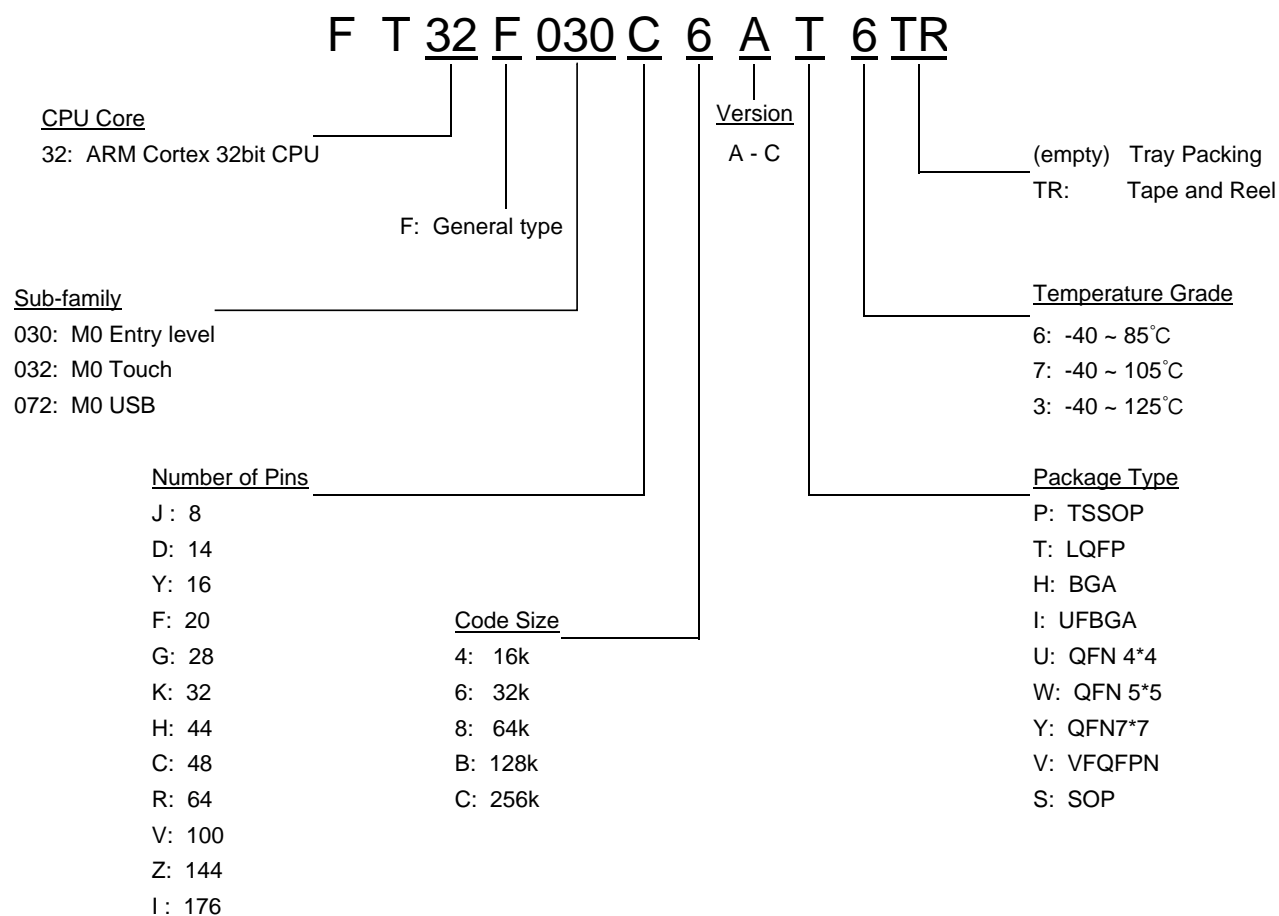 F T 32 F 030 C 6 A T 6 TR
CPU Core
32: ARM Cortex 32bit CPU
F: General type
Sub-family
030: M0 Entry level
032: M0 Touch
072: M0 USB
Number of Pins
J : 8
D: 14
Y: 16
F: 20
G: 28
K: 32
H: 44
C: 48
R: 64
V: 100
Z: 144
I : 176
Code Size
4: 16k
6: 32k
8: 64k
B: 128k
C: 256k
Version
A - C
(empty) Tray Packing
TR: Tape and Reel
Temperature Grade
6: -40 ~ 85℃
7: -40 ~ 105℃
3: -40 ~ 125℃
Package Type
P: TSSOP
T: LQFP
H: BGA
I: UFBGA
U: QFN 4*4
W: QFN 5*5
Y: QFN7*7
V: VFQFPN
S: SOP